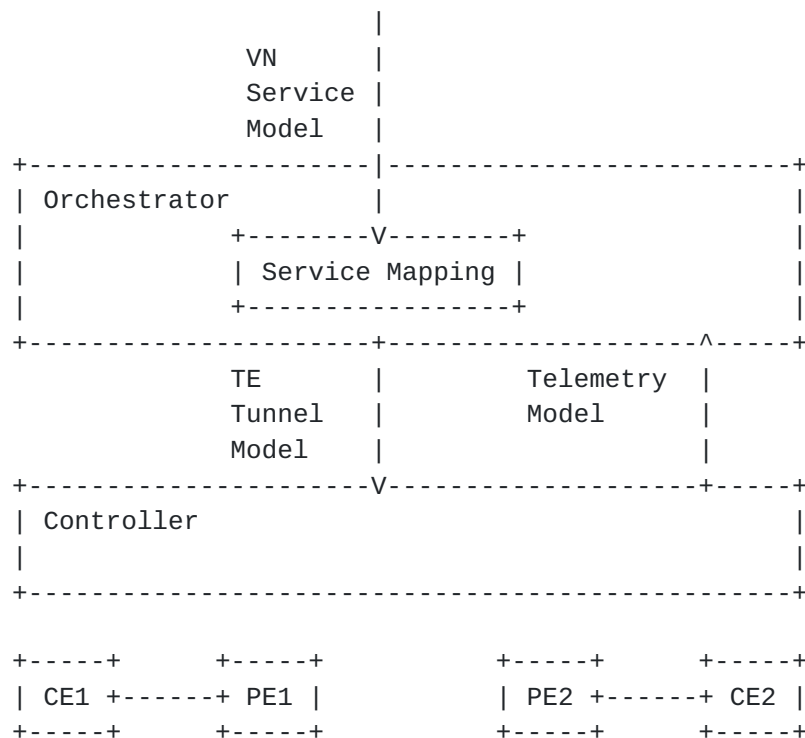 VN
Service
Model
Orchestrator
Service Mapping
TE Telemetry
Tunnel Model
Model
Controller
CE1 PE1 PE2 CE2